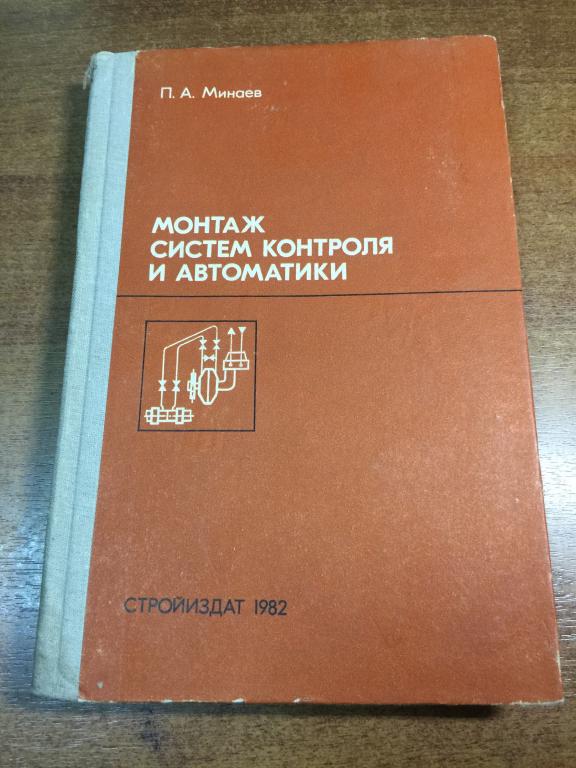 П. А. Минаев
МОНТАЖ
СИСТЕМ КОНТРОЛЯ
И АВТОМАТИКИ
СТРОЙИЗДАТ 1982